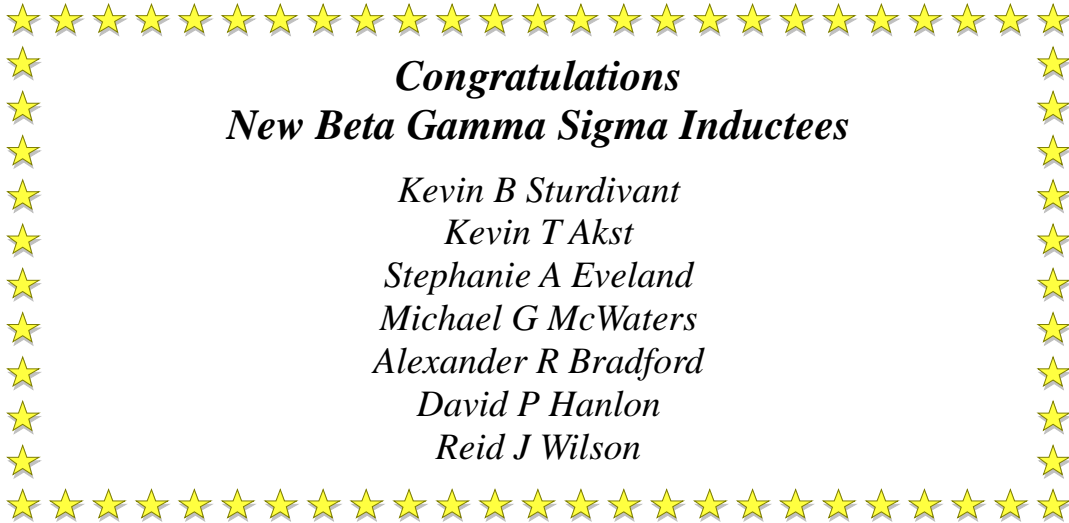 Congratulations
New Beta Gamma Sigma Inductees
Kevin B Sturdivant
Kevin T Akst
Stephanie A Eveland
Michael G McWaters
Alexander R Bradford
David P Hanlon
Reid J Wilson